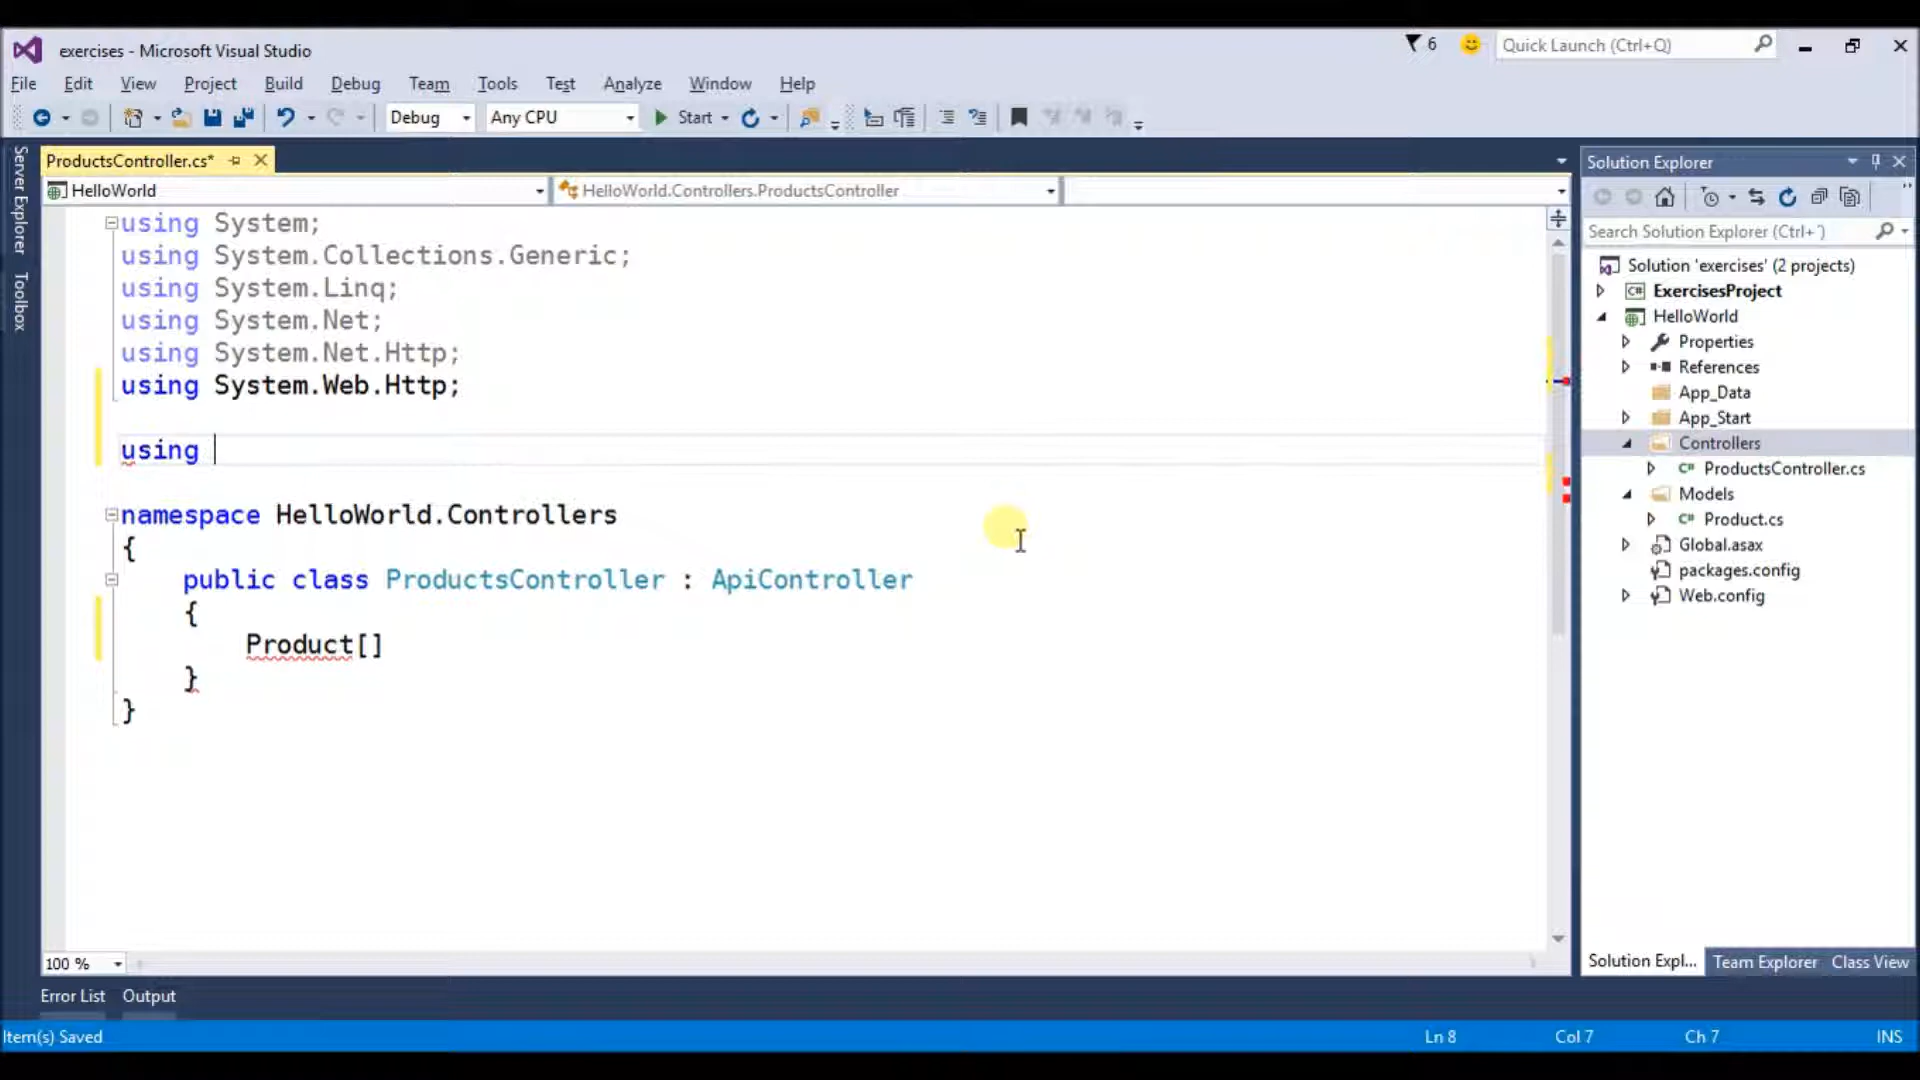 exercises - Microsoft Visual Studio
6
Quick Launch (Ctrl+Q)
File Edit View Project Build Debug Team Tools Test Analyze Window Help
Debug Any CPU Start
ProductsController.cs*
HelloWorld HelloWorld.Controllers.ProductsController
Server Explorer
Toolbox
using System;
using System.Collections.Generic;
using System.Linq;
using System.Net;
using System.Net.Http;
using System.Web.Http;
using
namespace HelloWorld.Controllers
{
public class ProductsController : ApiController
{
Product[]
}
}
100 %
Solution Explorer
Search Solution Explorer (Ctrl+¨)
Solution 'exercises' (2 projects)
C# ExercisesProject
HelloWorld
Properties
References
App_Data
App_Start
Controllers
C# ProductsController.cs
Models
C# Product.cs
Global.asax
packages.config
Web.config
Solution Expl... Team Explorer Class View
Error List Output
Item(s) Saved Ln 8 Col 7 Ch 7 INS